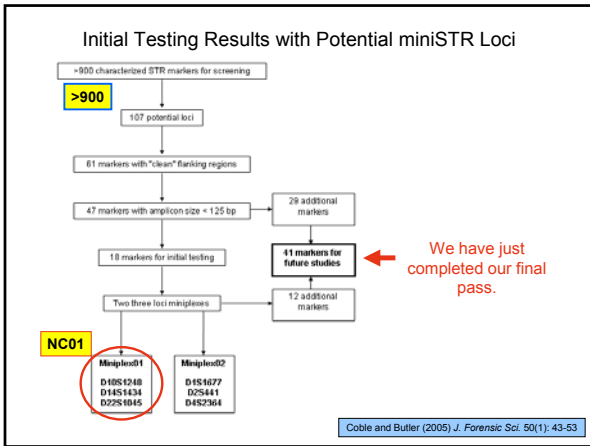 Initial Testing Results with Potential miniSTR Loci
>900 characterized STR markers for screening
>900
107 potential loci
61 markers with "clean" flanking regions
47 markers with amplicon size < 125 bp
29 additional
markers
18 markers for initial testing
41 markers for
future studies
We have just
completed our final
pass.
Two three loci miniplexes
12 additional
markers
NC01
Miniplex01
D10S1248
D14S1434
D22S1045
Miniplex02
D1S1677
D2S441
D4S2364
Coble and Butler (2005) J. Forensic Sci. 50(1): 43-53